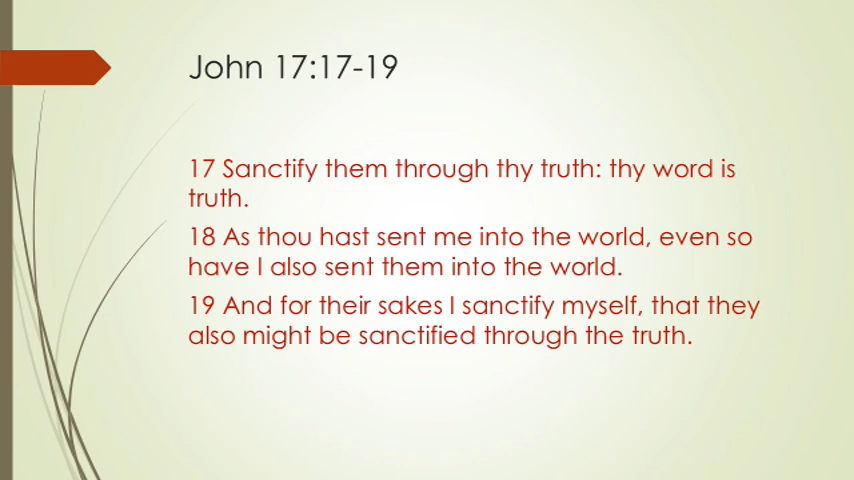 John 17:17-19
17 Sanctify them through thy truth: thy word is
truth.
18 As thou hast sent me into the world, even so
have I also sent them into the world.
19 And for their sakes I sanctify myself, that they
also might be sanctified through the truth.